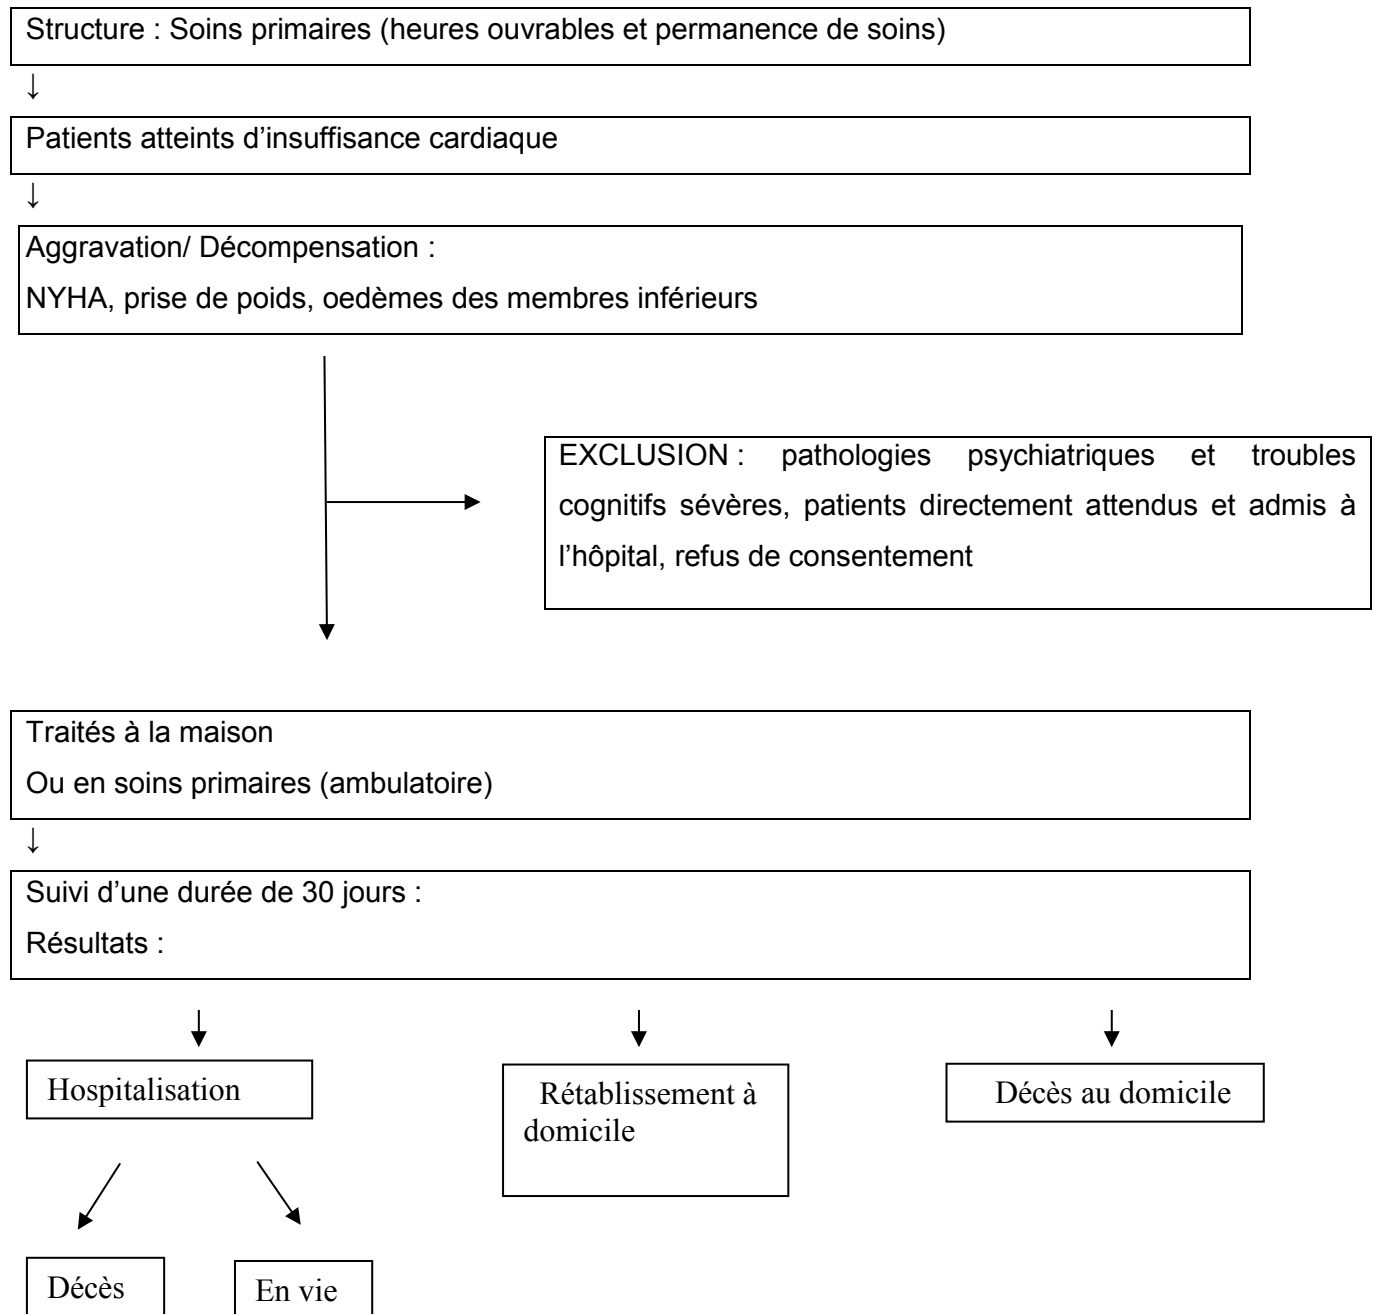 Structure : Soins primaires (heures ouvrables et permanence de soins)
↓
Patients atteints d’insuffisance cardiaque
↓
Aggravation/ Décompensation :
NYHA, prise de poids, oedèmes des membres inférieurs
EXCLUSION : pathologies psychiatriques et troubles
cognitifs sévères, patients directement attendus et admis à
l’hôpital, refus de consentement
Traités à la maison
Ou en soins primaires (ambulatoire)
↓
Suivi d’une durée de 30 jours :
Résultats :
Hospitalisation
Rétablissement à
domicile
Décès au domicile
Décès
En vie